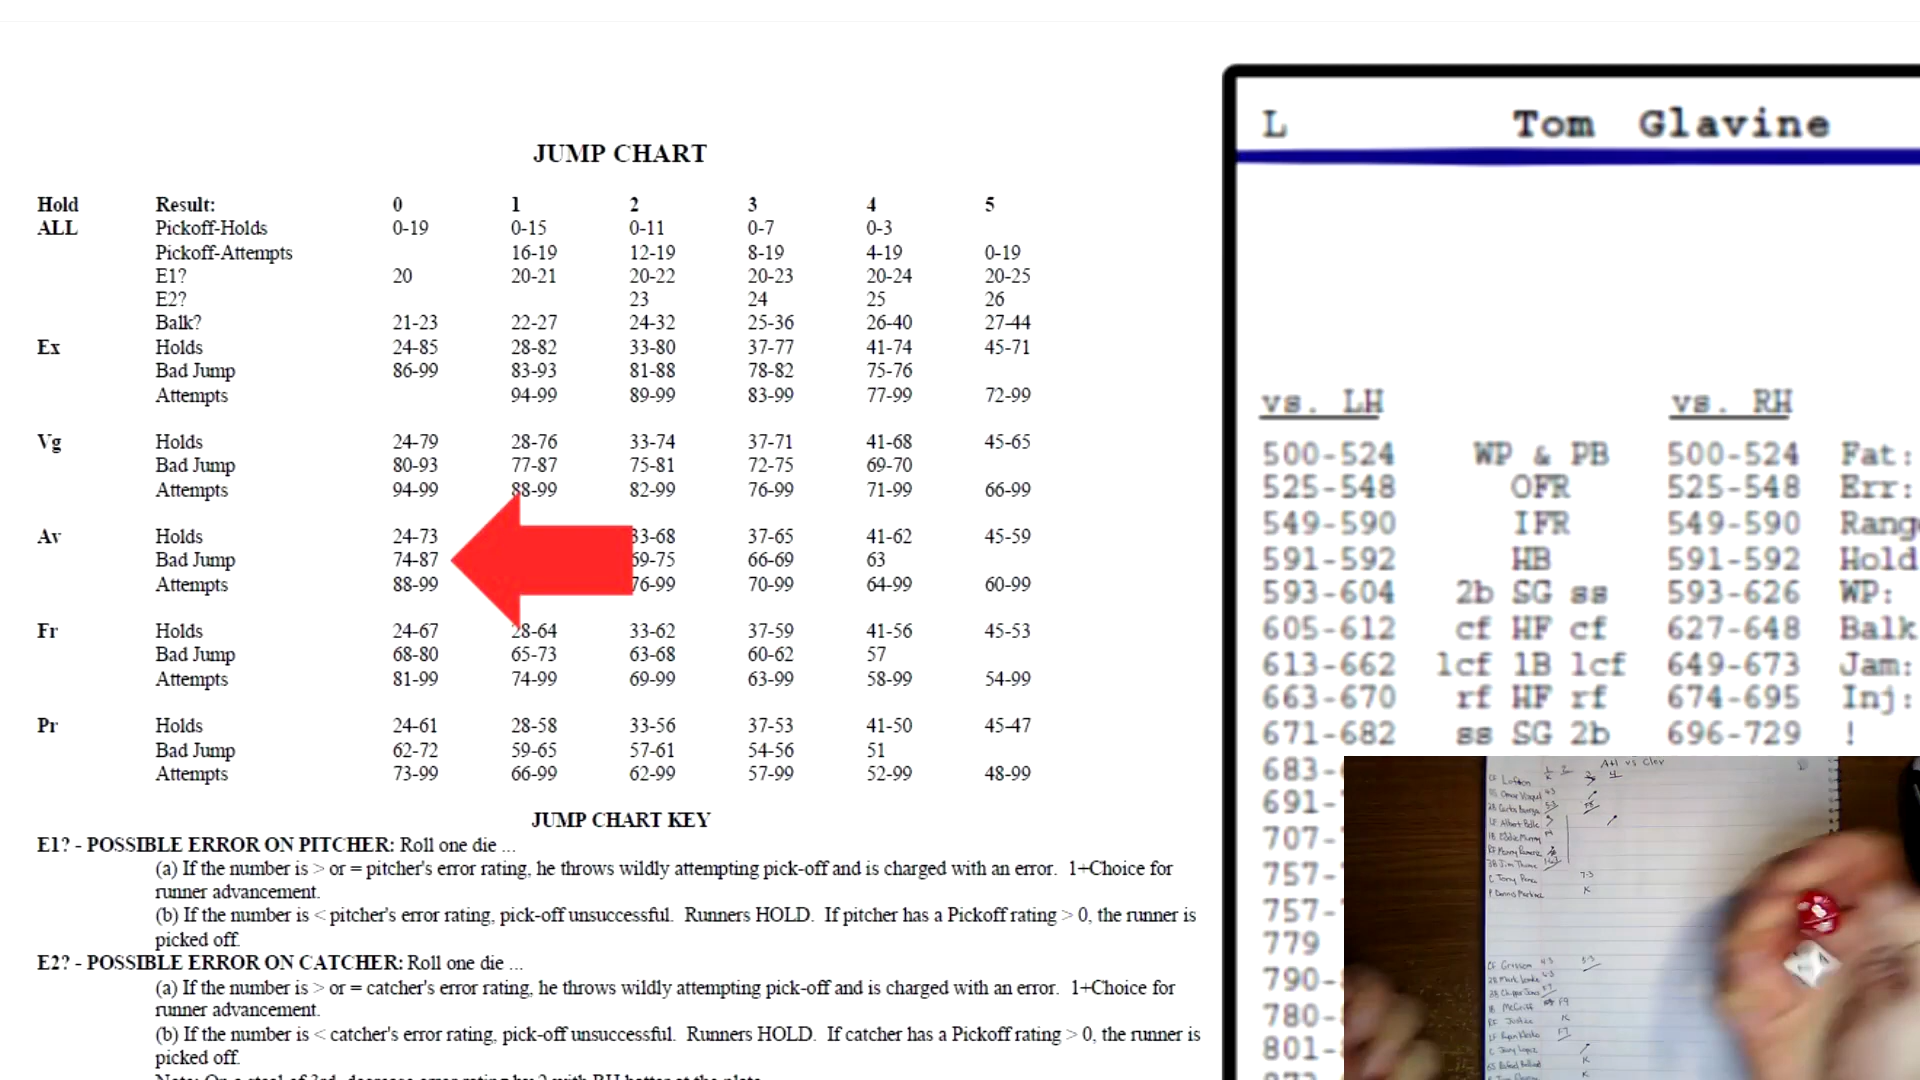 JUMP CHART
Hold Result: 0 1 2 3 4 5
ALL Pickoff-Holds 0-19 0-15 0-11 0-7 0-3
Pickoff-Attempts 16-19 12-19 8-19 4-19 0-19
E1? 20 20-21 20-22 20-23 20-24 20-25
E2? 23 24 25 26
Balk? 21-23 22-27 24-32 25-36 26-40 27-44
Ex Holds 24-85 28-82 33-80 37-77 41-74 45-71
Bad Jump 86-99 83-93 81-88 78-82 75-76
Attempts 94-99 89-99 83-99 77-99 72-99
Vg Holds 24-79 28-76 33-74 37-71 41-68 45-65
Bad Jump 80-93 77-87 75-81 72-75 69-70
Attempts 94-99 88-99 82-99 76-99 71-99 66-99
Av Holds 24-73 33-68 37-65 41-62 45-59
Bad Jump 74-87 69-75 66-69 63
Attempts 88-99 76-99 70-99 64-99 60-99
Fr Holds 24-67 28-64 33-62 37-59 41-56 45-53
Bad Jump 68-80 65-73 63-68 60-62 57
Attempts 81-99 74-99 69-99 63-99 58-99 54-99
Pr Holds 24-61 28-58 33-56 37-53 41-50 45-47
Bad Jump 62-72 59-65 57-61 54-56 51
Attempts 73-99 66-99 62-99 57-99 52-99 48-99
JUMP CHART KEY
E1? - POSSIBLE ERROR ON PITCHER: Roll one die ...
(a) If the number is > or = pitcher's error rating, he throws wildly attempting pick-off and is charged with an error. 1+Choice for
runner advancement.
(b) If the number is < pitcher's error rating, pick-off unsuccessful. Runners HOLD. If pitcher has a Pickoff rating > 0, the runner is
picked off.
E2? - POSSIBLE ERROR ON CATCHER: Roll one die ...
(a) If the number is > or = catcher's error rating, he throws wildly attempting pick-off and is charged with an error. 1+Choice for
runner advancement.
(b) If the number is < catcher's error rating, pick-off unsuccessful. Runners HOLD. If catcher has a Pickoff rating > 0, the runner is
picked off.
L Tom Glavine
vs. LH vs. RH
500-524 WP & PB 500-524 Fat:
525-548 OFR 525-548 Err:
549-590 IFR 549-590 Rang
591-592 HB 591-592 Hold
593-604 2b SG ss 593-626 WP:
605-612 cf HF cf 627-648 Balk
613-662 lcf 1B lcf 649-673 Jam:
663-670 rf HF rf 674-695 Inj:
671-682 ss SG 2b 696-729 !
683-
691-
707-
757-
757-
779
790-
780-
801-
Atl vs Clev